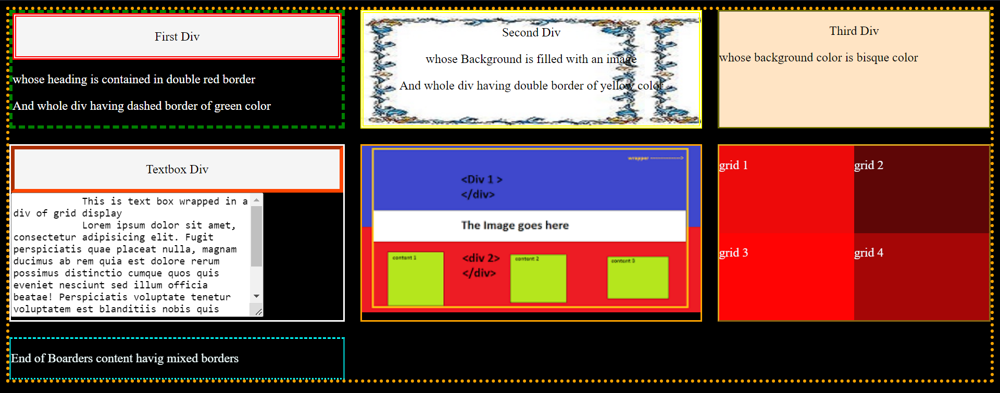 First Div
whose heading is contained in double red border
And whole div having dashed border of green color
Second Div
whose Background is filled with an image
And whole div having double border of yellow color
Third Div
whose background color is bisque color
Textbox Div
This is text box wrapped in a
div of grid display
Lorem ipsum dolor sit amet,
consectetur adipisicing elit. Fugit
perspiciatis quae placeat nulla, magnam
ducimus ab rem quia est dolore rerum
possimus distinctio cumque quos quis
eveniet nesciunt sed illum officia
beatae! Perspiciatis voluptate tenetur
voluptatem est blanditiis nobis quis
wrapper ------------->
<Div 1 >
</div>
The Image goes here
content 1
<div 2>
</div>
content 2
content 3
grid 1
grid 2
grid 3
grid 4
End of Boarders content havig mixed borders